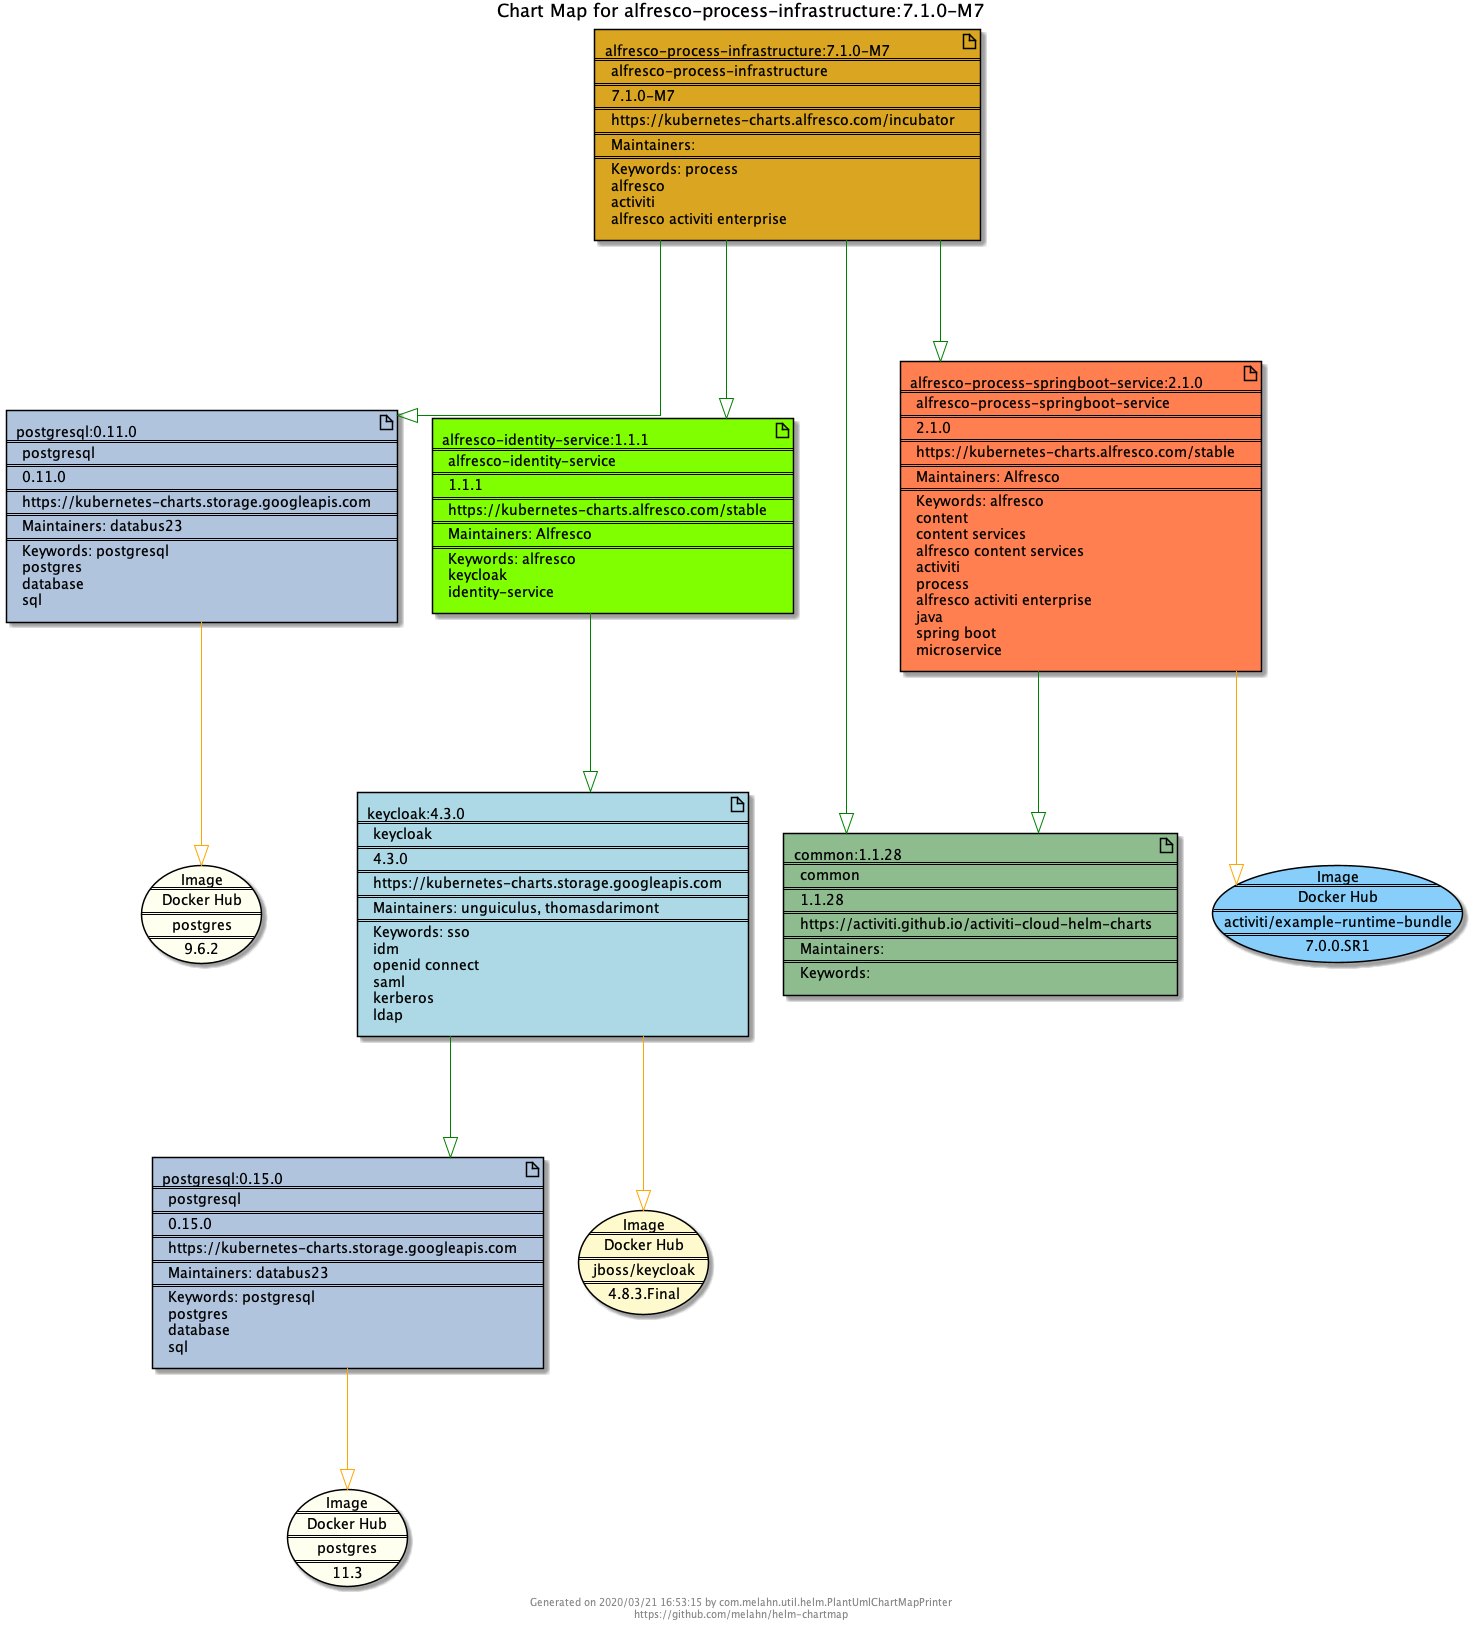 Chart Map for alfresco-process-infrastructure:7.1.0-M7
alfresco-process-infrastructure:7.1.0-M7
alfresco-process-infrastructure
7.1.0-M7
https://kubernetes-charts.alfresco.com/incubator
Maintainers:
Keywords: process
alfresco
activiti
alfresco activiti enterprise
postgresql:0.11.0
postgresql
0.11.0
https://kubernetes-charts.storage.googleapis.com
Maintainers: databus23
Keywords: postgresql
postgres
database
sql
alfresco-identity-service:1.1.1
alfresco-identity-service
1.1.1
https://kubernetes-charts.alfresco.com/stable
Maintainers: Alfresco
Keywords: alfresco
keycloak
identity-service
alfresco-process-springboot-service:2.1.0
alfresco-process-springboot-service
2.1.0
https://kubernetes-charts.alfresco.com/stable
Maintainers: Alfresco
Keywords: alfresco
content
content services
alfresco content services
activiti
process
alfresco activiti enterprise
java
spring boot
microservice
Image
Docker Hub
postgres
9.6.2
keycloak:4.3.0
keycloak
4.3.0
https://kubernetes-charts.storage.googleapis.com
Maintainers: unguiculus, thomasdarimont
Keywords: sso
idm
openid connect
saml
kerberos
ldap
common:1.1.28
common
1.1.28
https://activiti.github.io/activiti-cloud-helm-charts
Maintainers:
Keywords:
Image
Docker Hub
activiti/example-runtime-bundle
7.0.0.SR1
postgresql:0.15.0
postgresql
0.15.0
https://kubernetes-charts.storage.googleapis.com
Maintainers: databus23
Keywords: postgresql
postgres
database
sql
Image
Docker Hub
jboss/keycloak
4.8.3.Final
Image
Docker Hub
postgres
11.3
Generated on 2020/03/21 16:53:15 by com.melahn.util.helm.PlantUmlChartMapPrinter
https://github.com/melahn/helm-chartmap